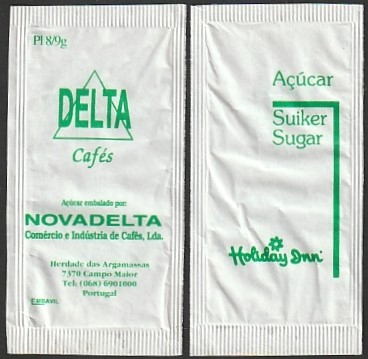 Pl 8/9g
DELTA
Cafés
Açúcar embalado por:
NOVADELTA
Comércio e Indústria de Cafés, Lda.
Herdade das Argamassas
7370 Campo Maior
Tel: (068) 6901000
Portugal
EMSAVIL
Açúcar
Suiker
Sugar
Holiday Inn